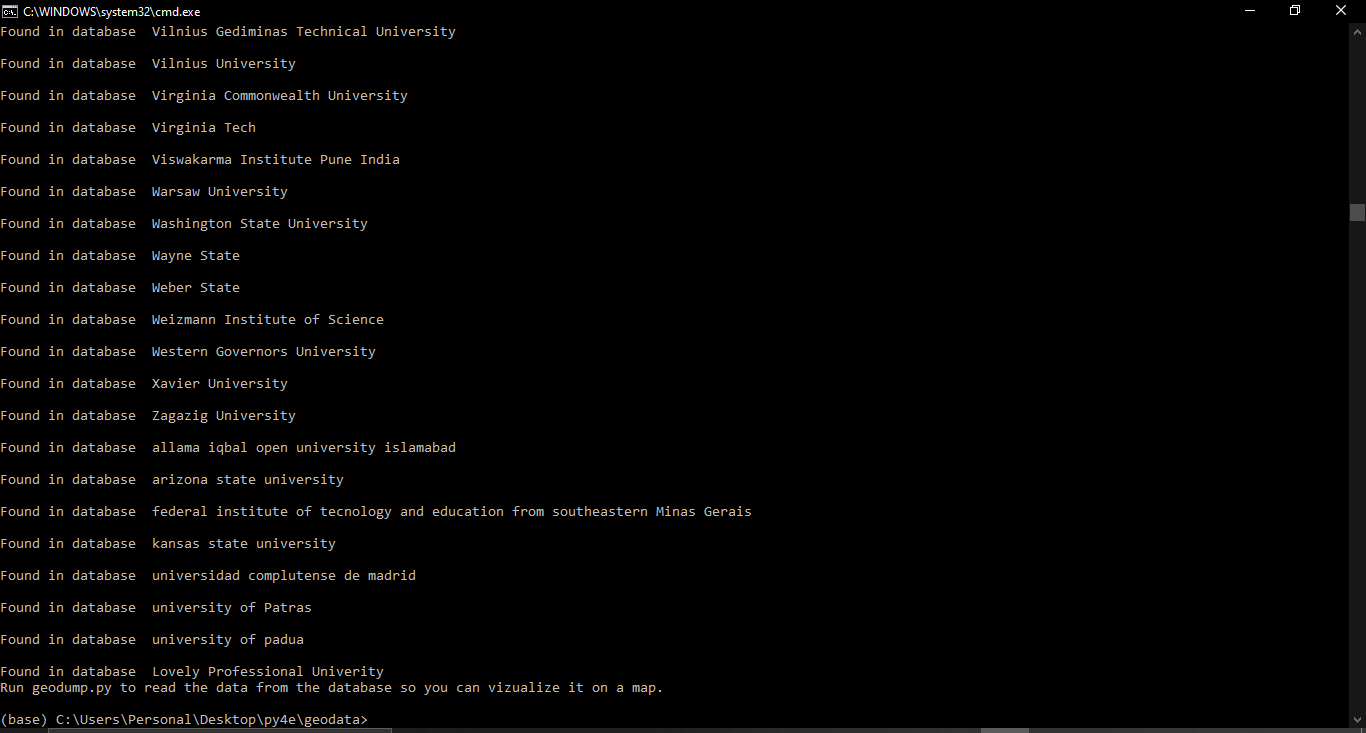 C:\WINDOWS\system32\cmd.exe
Found in database  Vilnius Gediminas Technical University
Found in database  Vilnius University
Found in database  Virginia Commonwealth University
Found in database  Virginia Tech
Found in database  Viswakarma Institute Pune India
Found in database  Warsaw University
Found in database  Washington State University
Found in database  Wayne State
Found in database  Weber State
Found in database  Weizmann Institute of Science
Found in database  Western Governors University
Found in database  Xavier University
Found in database  Zagazig University
Found in database  allama iqbal open university islamabad
Found in database  arizona state university
Found in database  federal institute of tecnology and education from southeastern Minas Gerais
Found in database  kansas state university
Found in database  universidad complutense de madrid
Found in database  university of Patras
Found in database  university of padua
Found in database  Lovely Professional Univerity
Run geodump.py to read the data from the database so you can vizualize it on a map.
(base) C:\Users\Personal\Desktop\py4e\geodata>